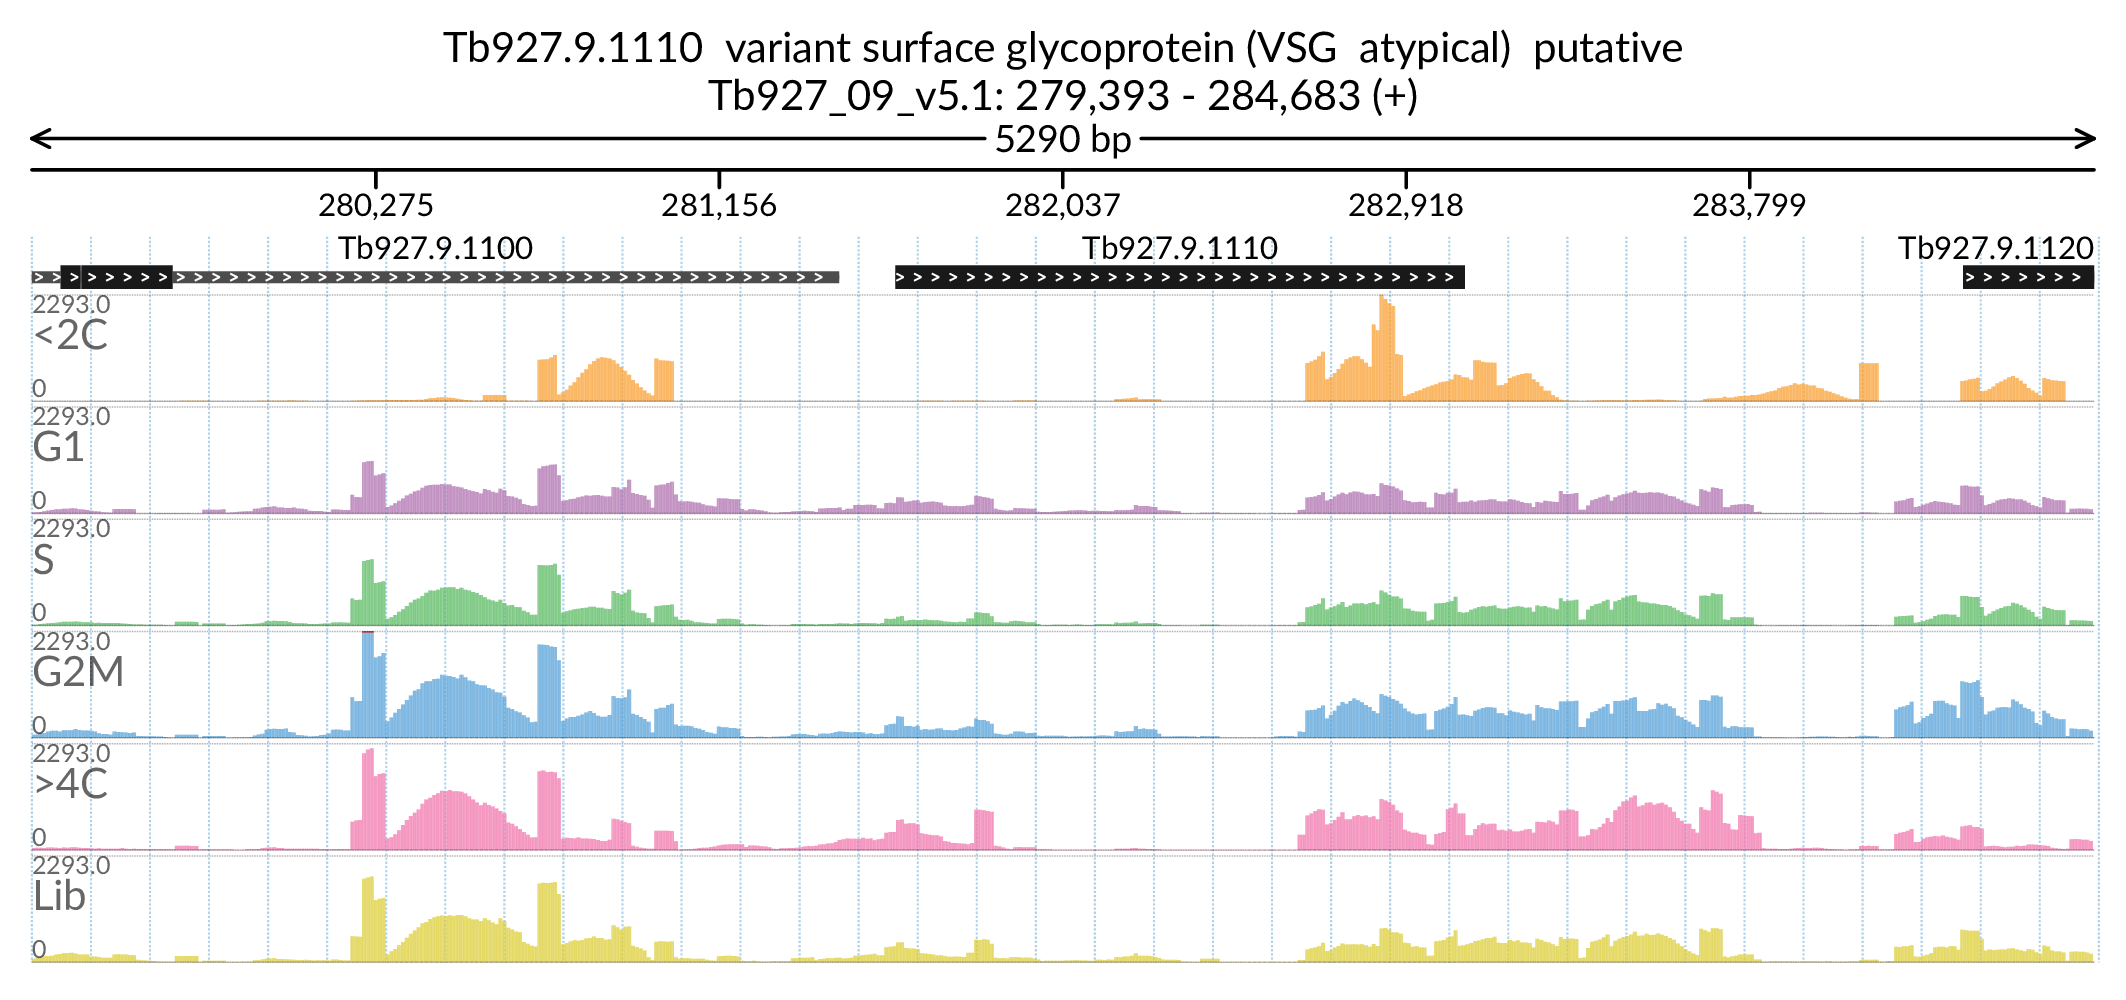 Tb927.9.1110 variant surface glycoprotein (VSG atypical) putative
Tb927_09_v5.1: 279,393 - 284,683 (+)
5290 bp
280,275 281,156 282,037 282,918 283,799
Tb927.9.1100 Tb927.9.1110 Tb927.9.1120
2293.0
<2C
0
2293.0
G1
0
2293.0
S
0
2293.0
G2M
0
2293.0
>4C
0
2293.0
Lib
0